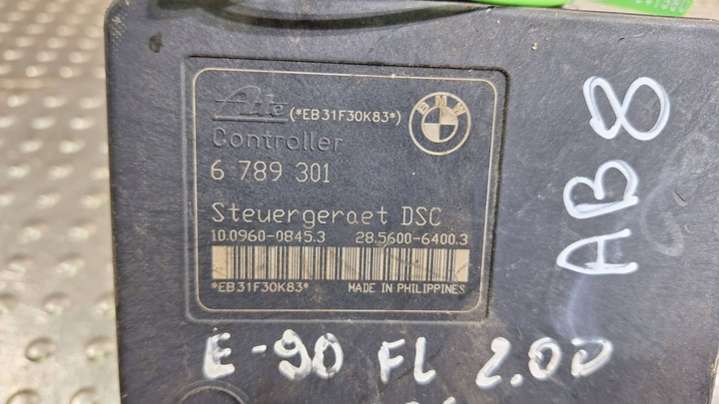 Ate (*EB31F30K83*)
BMW
Controller
6 789 301
Steuergeraet DSC
10.0960-0845.3 28.5600-6400.3
*EB31F30K83* MADE IN PHILIPPINES
AB8
E-90 FL 2.0D